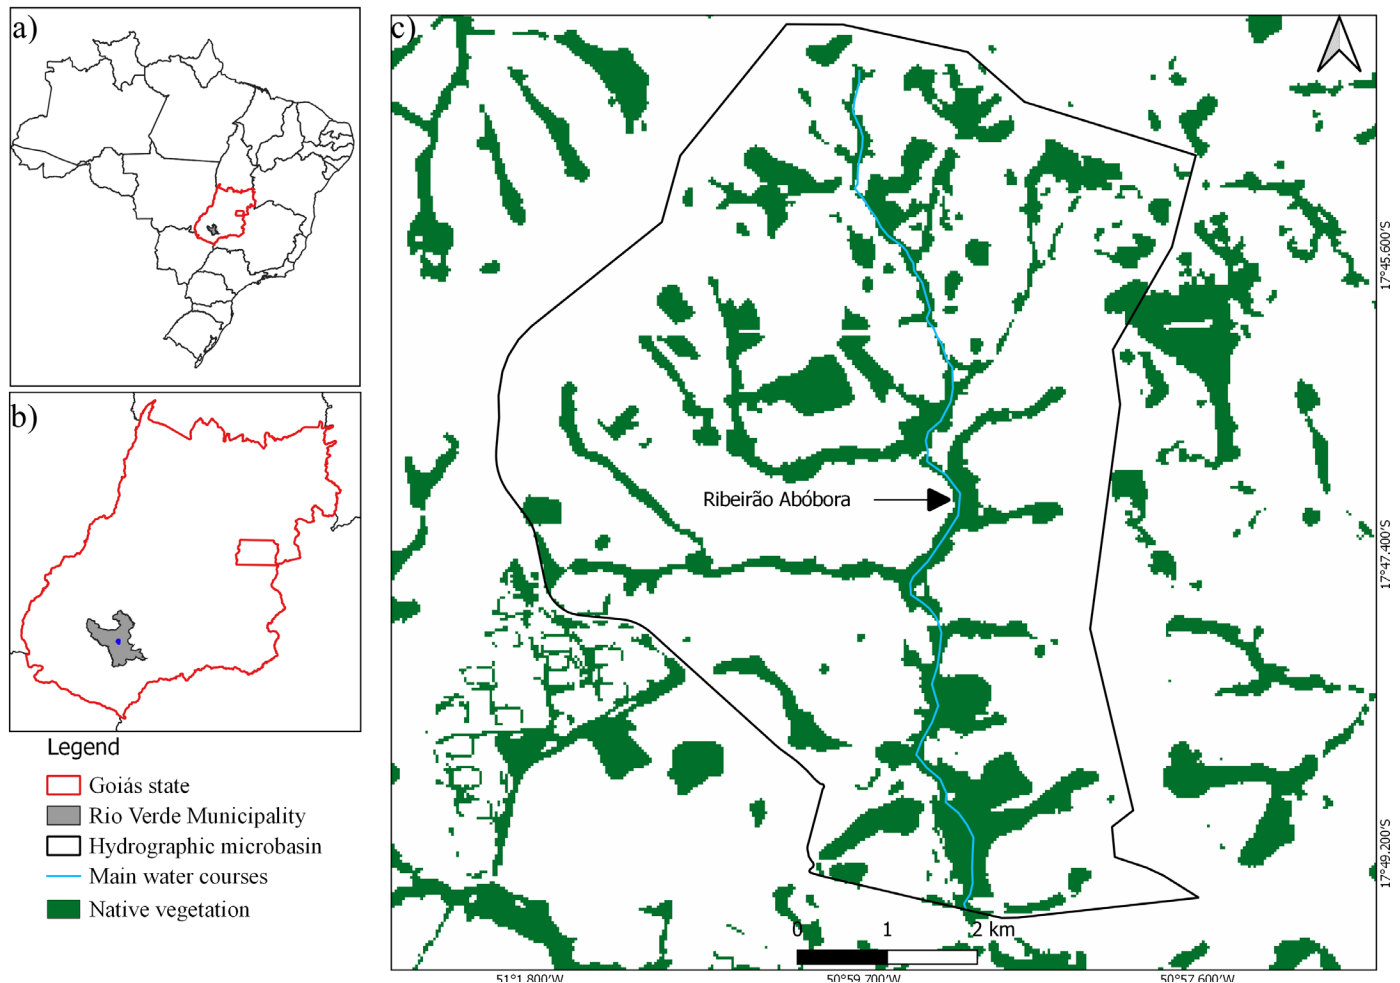 a)
b)
Legend
Goiás state
Rio Verde Municipality
Hydrographic microbasin
Main water courses
Native vegetation
c)
Ribeirão Abóbora
0 1 2 km
17°45.600'S
17°47.400'S
17°49.200'S
51°1.800'W
50°59.700'W
50°57.600'W